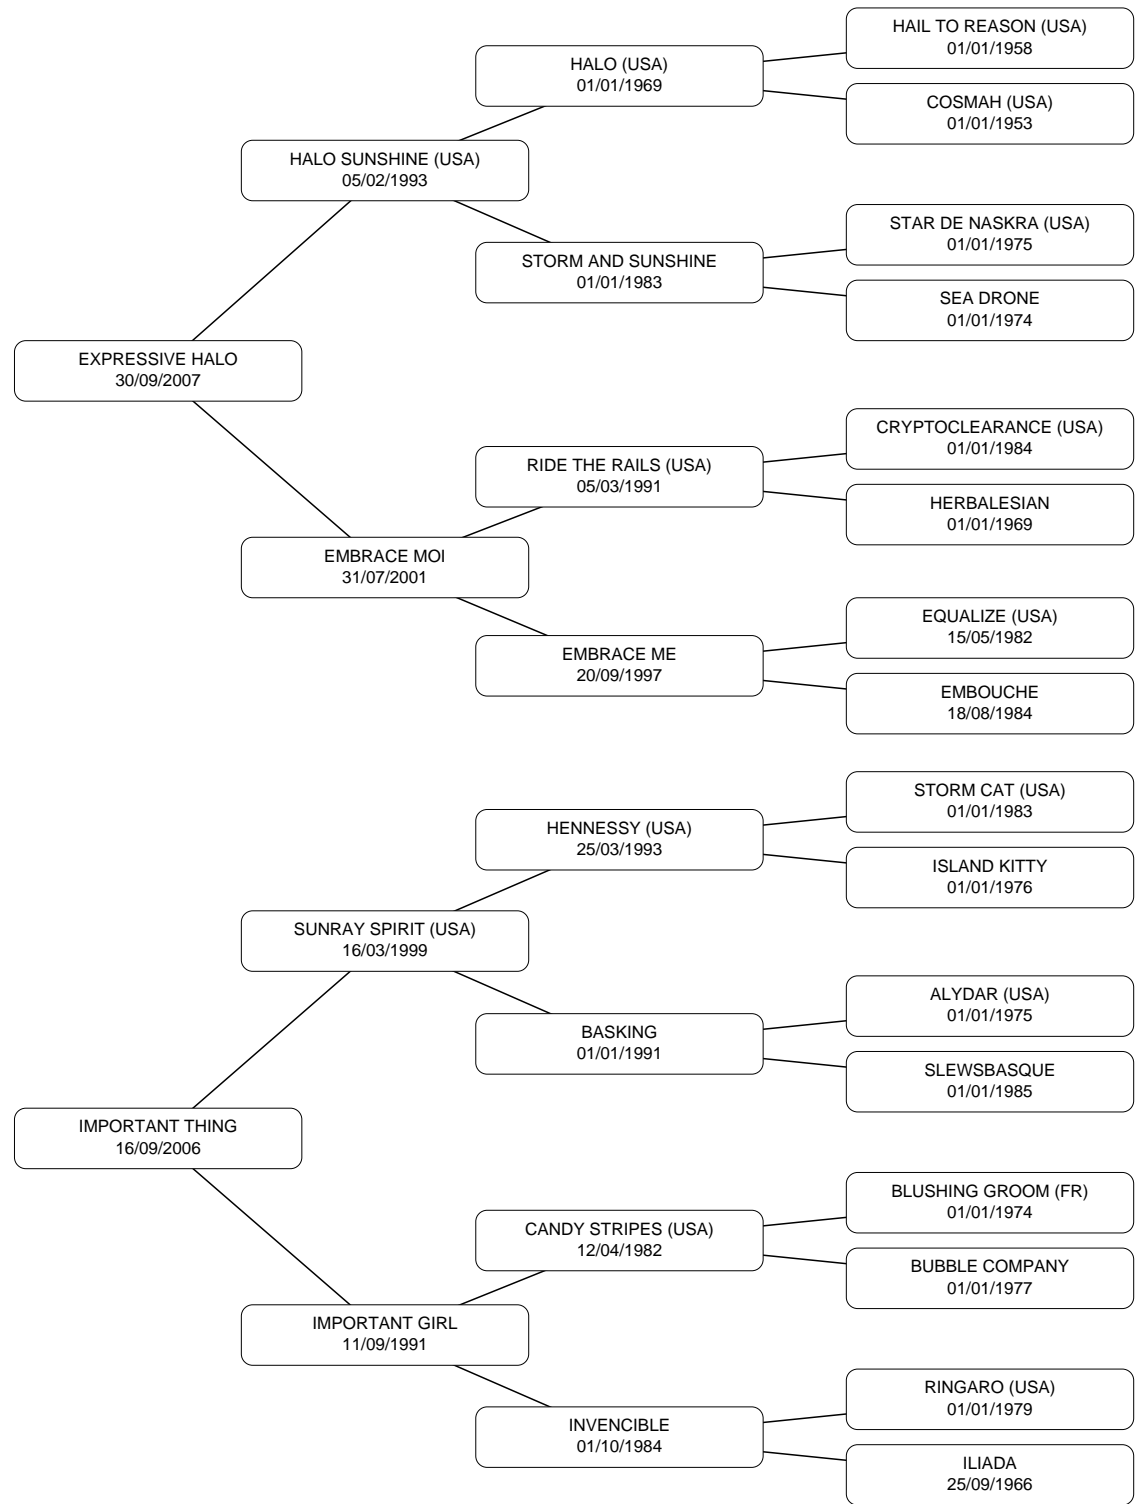 HAIL TO REASON (USA)
01/01/1958
HALO (USA)
01/01/1969
COSMAH (USA)
01/01/1953
HALO SUNSHINE (USA)
05/02/1993
STAR DE NASKRA (USA)
01/01/1975
STORM AND SUNSHINE
01/01/1983
SEA DRONE
01/01/1974
EXPRESSIVE HALO
30/09/2007
CRYPTOCLEARANCE (USA)
01/01/1984
RIDE THE RAILS (USA)
05/03/1991
HERBALESIAN
01/01/1969
EMBRACE MOI
31/07/2001
EQUALIZE (USA)
15/05/1982
EMBRACE ME
20/09/1997
EMBOUCHE
18/08/1984
STORM CAT (USA)
01/01/1983
HENNESSY (USA)
25/03/1993
ISLAND KITTY
01/01/1976
SUNRAY SPIRIT (USA)
16/03/1999
ALYDAR (USA)
01/01/1975
BASKING
01/01/1991
SLEWSBASQUE
01/01/1985
IMPORTANT THING
16/09/2006
BLUSHING GROOM (FR)
01/01/1974
CANDY STRIPES (USA)
12/04/1982
BUBBLE COMPANY
01/01/1977
IMPORTANT GIRL
11/09/1991
RINGARO (USA)
01/01/1979
INVENCIBLE
01/10/1984
ILIADA
25/09/1966